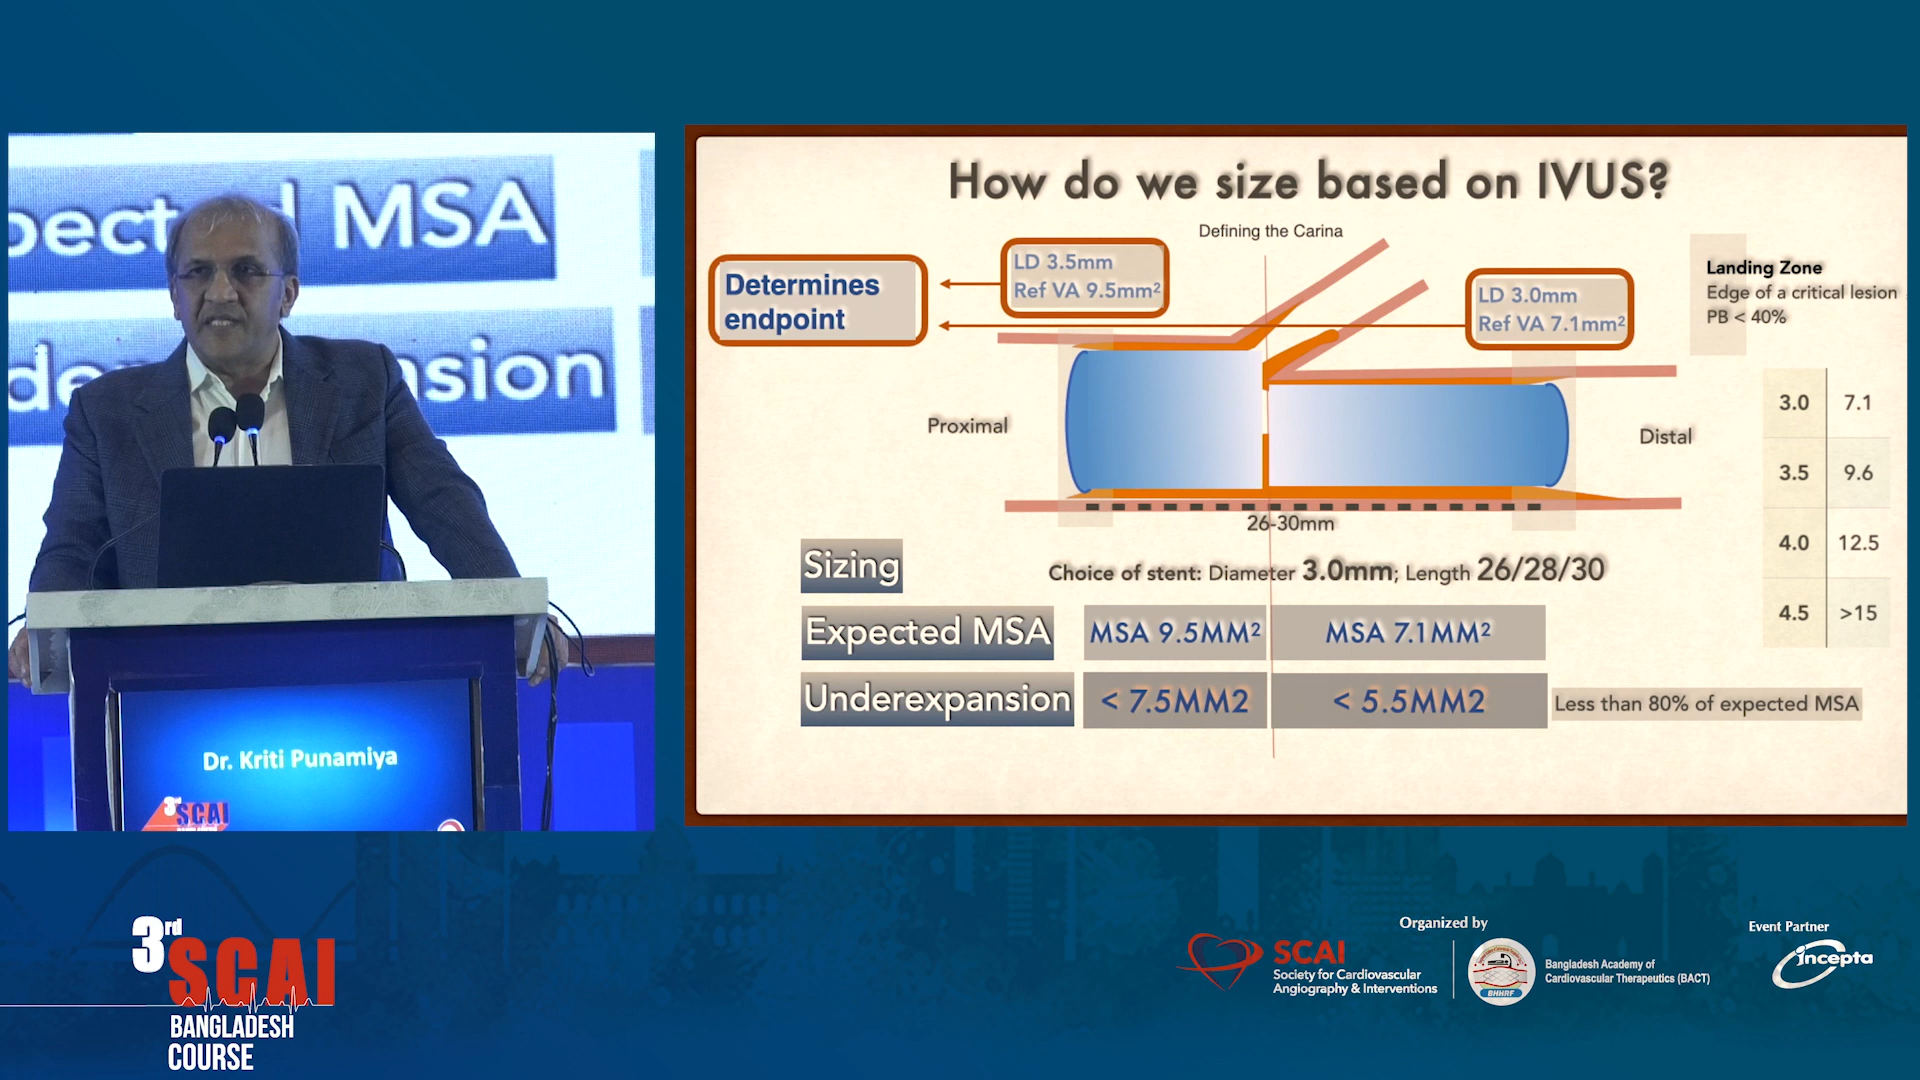 pected MSA
nsion
Dr. Kriti Punamiya
3rd SCAI
How do we size based on IVUS?
Defining the Carina
Determines
endpoint
LD 3.5mm
Ref VA 9.5mm²
LD 3.0mm
Ref VA 7.1mm²
Landing Zone
Edge of a critical lesion
PB < 40%
Proximal
Distal
26-30mm
3.0 7.1
3.5 9.6
4.0 12.5
4.5 >15
Sizing
Choice of stent: Diameter 3.0mm; Length 26/28/30
Expected MSA
MSA 9.5MM²
MSA 7.1MM²
Underexpansion
< 7.5MM2
< 5.5MM2
Less than 80% of expected MSA
3rd
SCAI
BANGLADESH
COURSE
Organized by
SCAI
Society for Cardiovascular
Angiography & Interventions
BHHRF
Bangladesh Academy of
Cardiovascular Therapeutics (BACT)
Event Partner
incepta